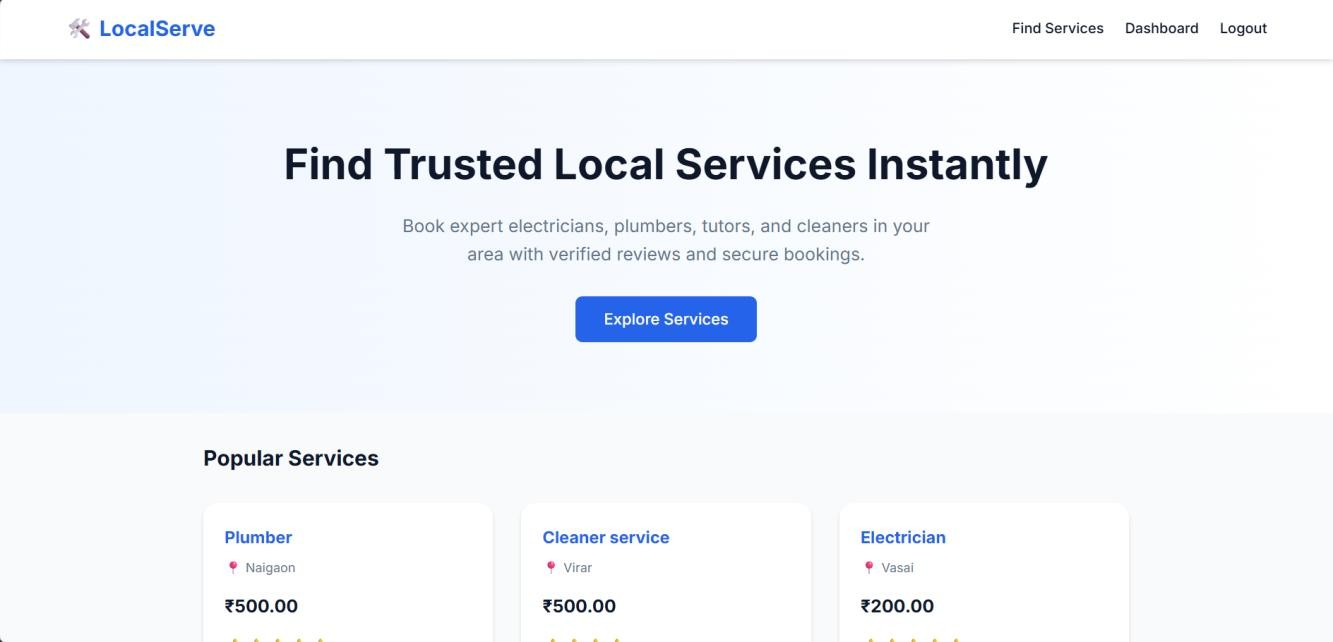 LocalServe
Find Services
Dashboard
Logout
Find Trusted Local Services Instantly
Book expert electricians, plumbers, tutors, and cleaners in your
area with verified reviews and secure bookings.
Explore Services
Popular Services
Plumber
Naigaon
₹500.00
Cleaner service
Virar
₹500.00
Electrician
Vasai
₹200.00